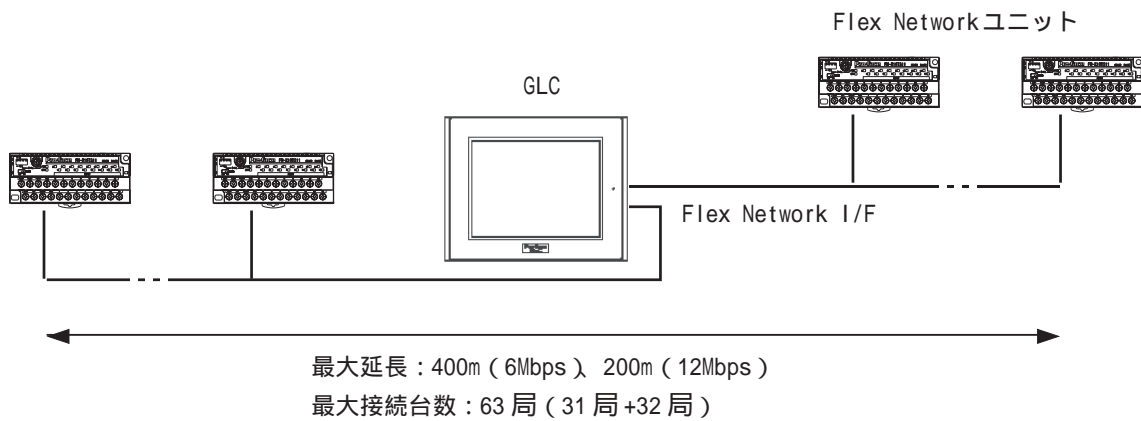 Flex Networkユニット
GLC
Flex Network I/F
最大延長:400m(6Mbps)、200m(12Mbps)
最大接続台数:63局(31局+32局)